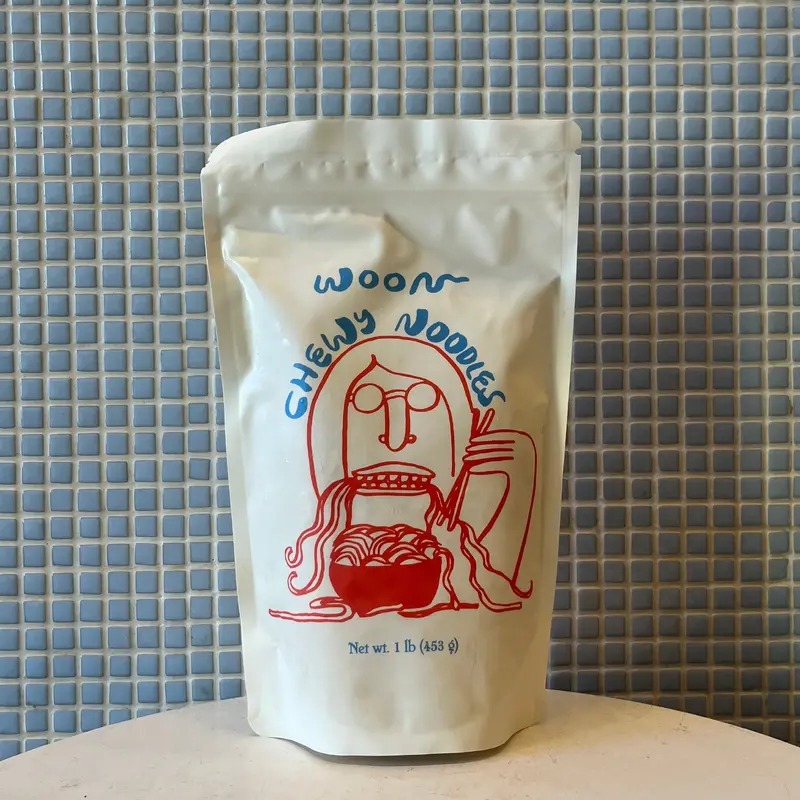 WOON
CHEWY NOODLES
Net wt. 1 lb (453 g)